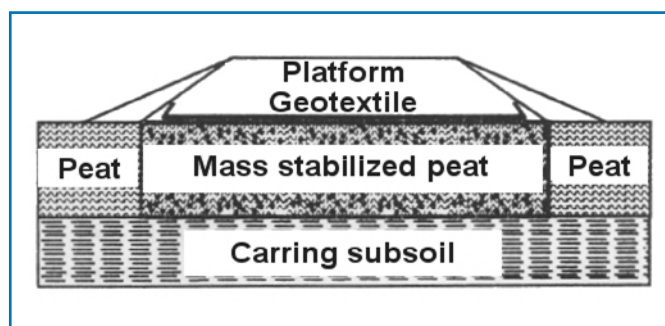 Platform
Geotextile
Peat
Mass stabilized peat
Peat
Carring subsoil